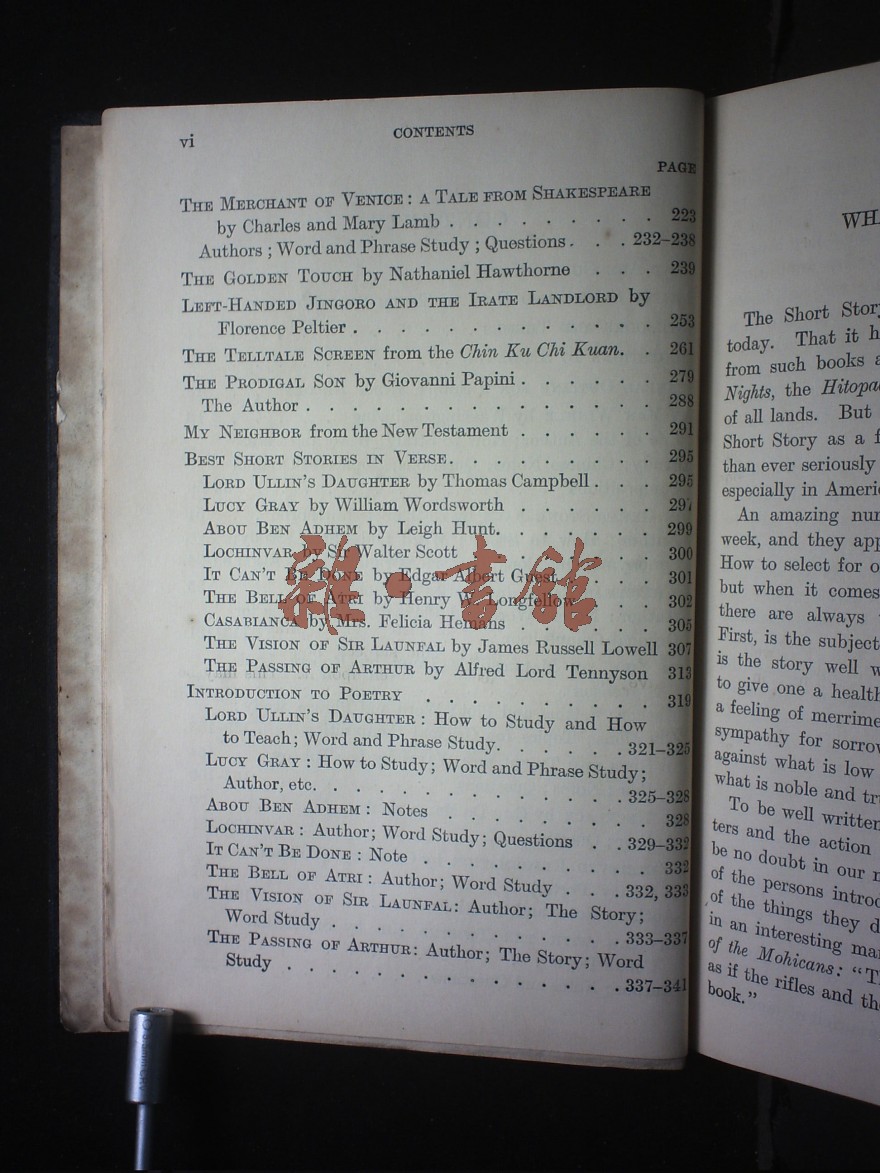 vi
CONTENTS
PAGE
THE MERCHANT OF VENICE : A TALE FROM SHAKESPEARE
by Charles and Mary Lamb . . . . . . . . . 223
Authors ; Word and Phrase Study ; Questions . . . 232–238
THE GOLDEN TOUCH by Nathaniel Hawthorne . . . 239
LEFT-HANDED JINGORO AND THE IRATE LANDLORD by
Florence Peltier . . . . . . . . . . . . . 253
THE TELLTALE SCREEN from the Chin Ku Chi Kuan. . 261
THE PRODIGAL SON by Giovanni Papini . . . . . . 279
The Author . . . . . . . . . . . . . . 288
MY NEIGHBOR from the New Testament . . . . . . 291
BEST SHORT STORIES IN VERSE. . . . . . . . . 295
LORD ULLIN'S DAUGHTER by Thomas Campbell . . . 295
LUCY GRAY by William Wordsworth . . . . . . 297
ABOU BEN ADHEM by Leigh Hunt. . . . . . . 299
LOCHINVAR by Sir Walter Scott . . . . . . . 300
IT CAN'T BE DONE by Edgar Albert Guest . . . . 301
THE BELL OF ATRI by Henry W. Longfellow . . . 302
CASABIANCA by Mrs. Felicia Hemans . . . . . . 305
THE VISION OF SIR LAUNFAL by James Russell Lowell 307
THE PASSING OF ARTHUR by Alfred Lord Tennyson 313
INTRODUCTION TO POETRY . . . . . . . . . . 319
LORD ULLIN'S DAUGHTER : How to Study and How
to Teach; Word and Phrase Study. . . . . . 321–325
LUCY GRAY : How to Study; Word and Phrase Study;
Author, etc. . . . . . . . . . . . . . 325–328
ABOU BEN ADHEM : Notes . . . . . . . . . 328
LOCHINVAR : Author; Word Study; Questions . . 329–332
IT CAN'T BE DONE : Note . . . . . . . . . . 332
THE BELL OF ATRI : Author; Word Study . . . 332, 333
THE VISION OF SIR LAUNFAL: Author; The Story;
Word Study . . . . . . . . . . . . . 333–337
THE PASSING OF ARTHUR: Author; The Story; Word
Study . . . . . . . . . . . . . . 337–341
雜·書館
The Short
today. That it
from such books
Nights, the
of all lands. But
Short Story as a
than ever seriously
especially in
An amazing
week, and they
How to select for
but when it comes
there are always
First, is the
is the story well
to give one a
a feeling of
sympathy for
against what is low
what is noble and
To be well written
and the action
be no doubt in our
of the persons
of the things they
in an interesting
of the Mohicans: "
as if the rifles and
book."